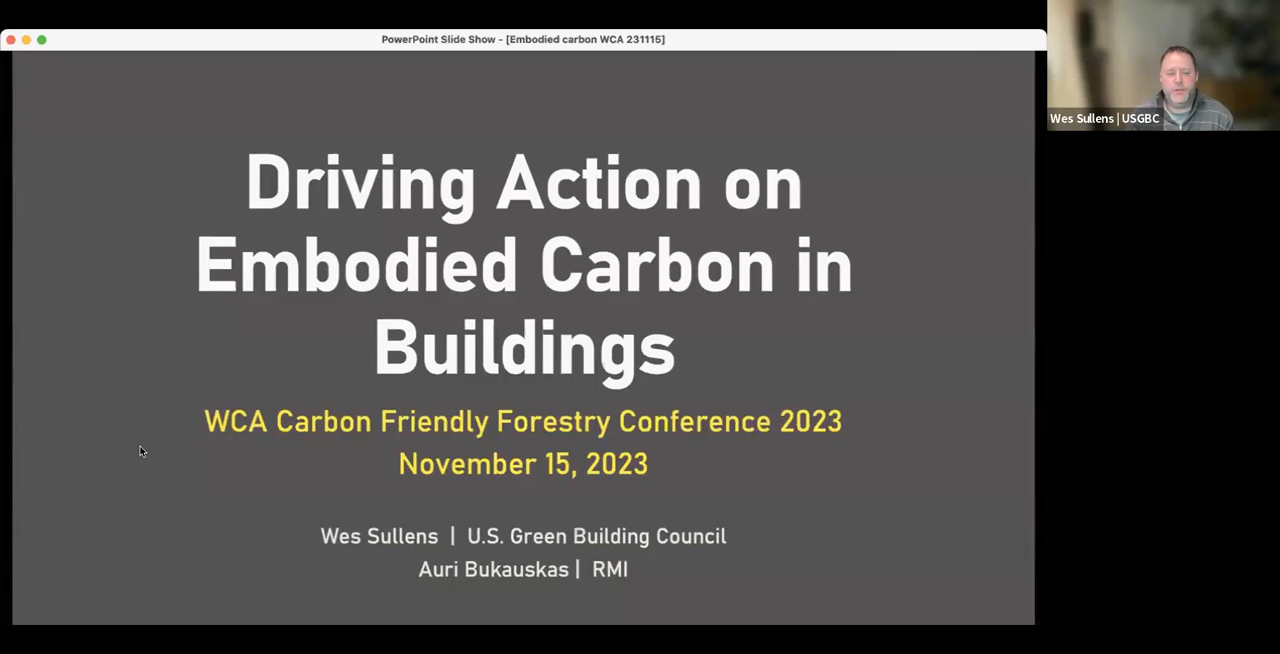 PowerPoint Slide Show - [Embodied carbon WCA 231115]
Wes Sullens | USGBC
Driving Action on
Embodied Carbon in
Buildings
WCA Carbon Friendly Forestry Conference 2023
November 15, 2023
Wes Sullens | U.S. Green Building Council
Auri Bukauskas | RMI